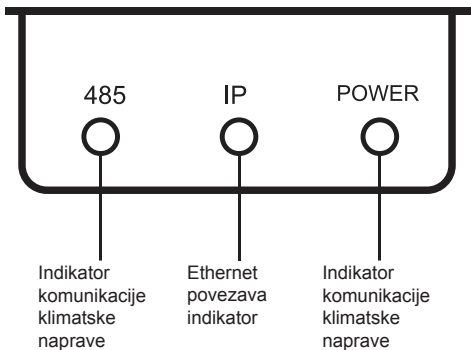 485 IP POWER
Indikator
komunikacije
klimatske
naprave
Ethernet
povezava
indikator
Indikator
komunikacije
klimatske
naprave